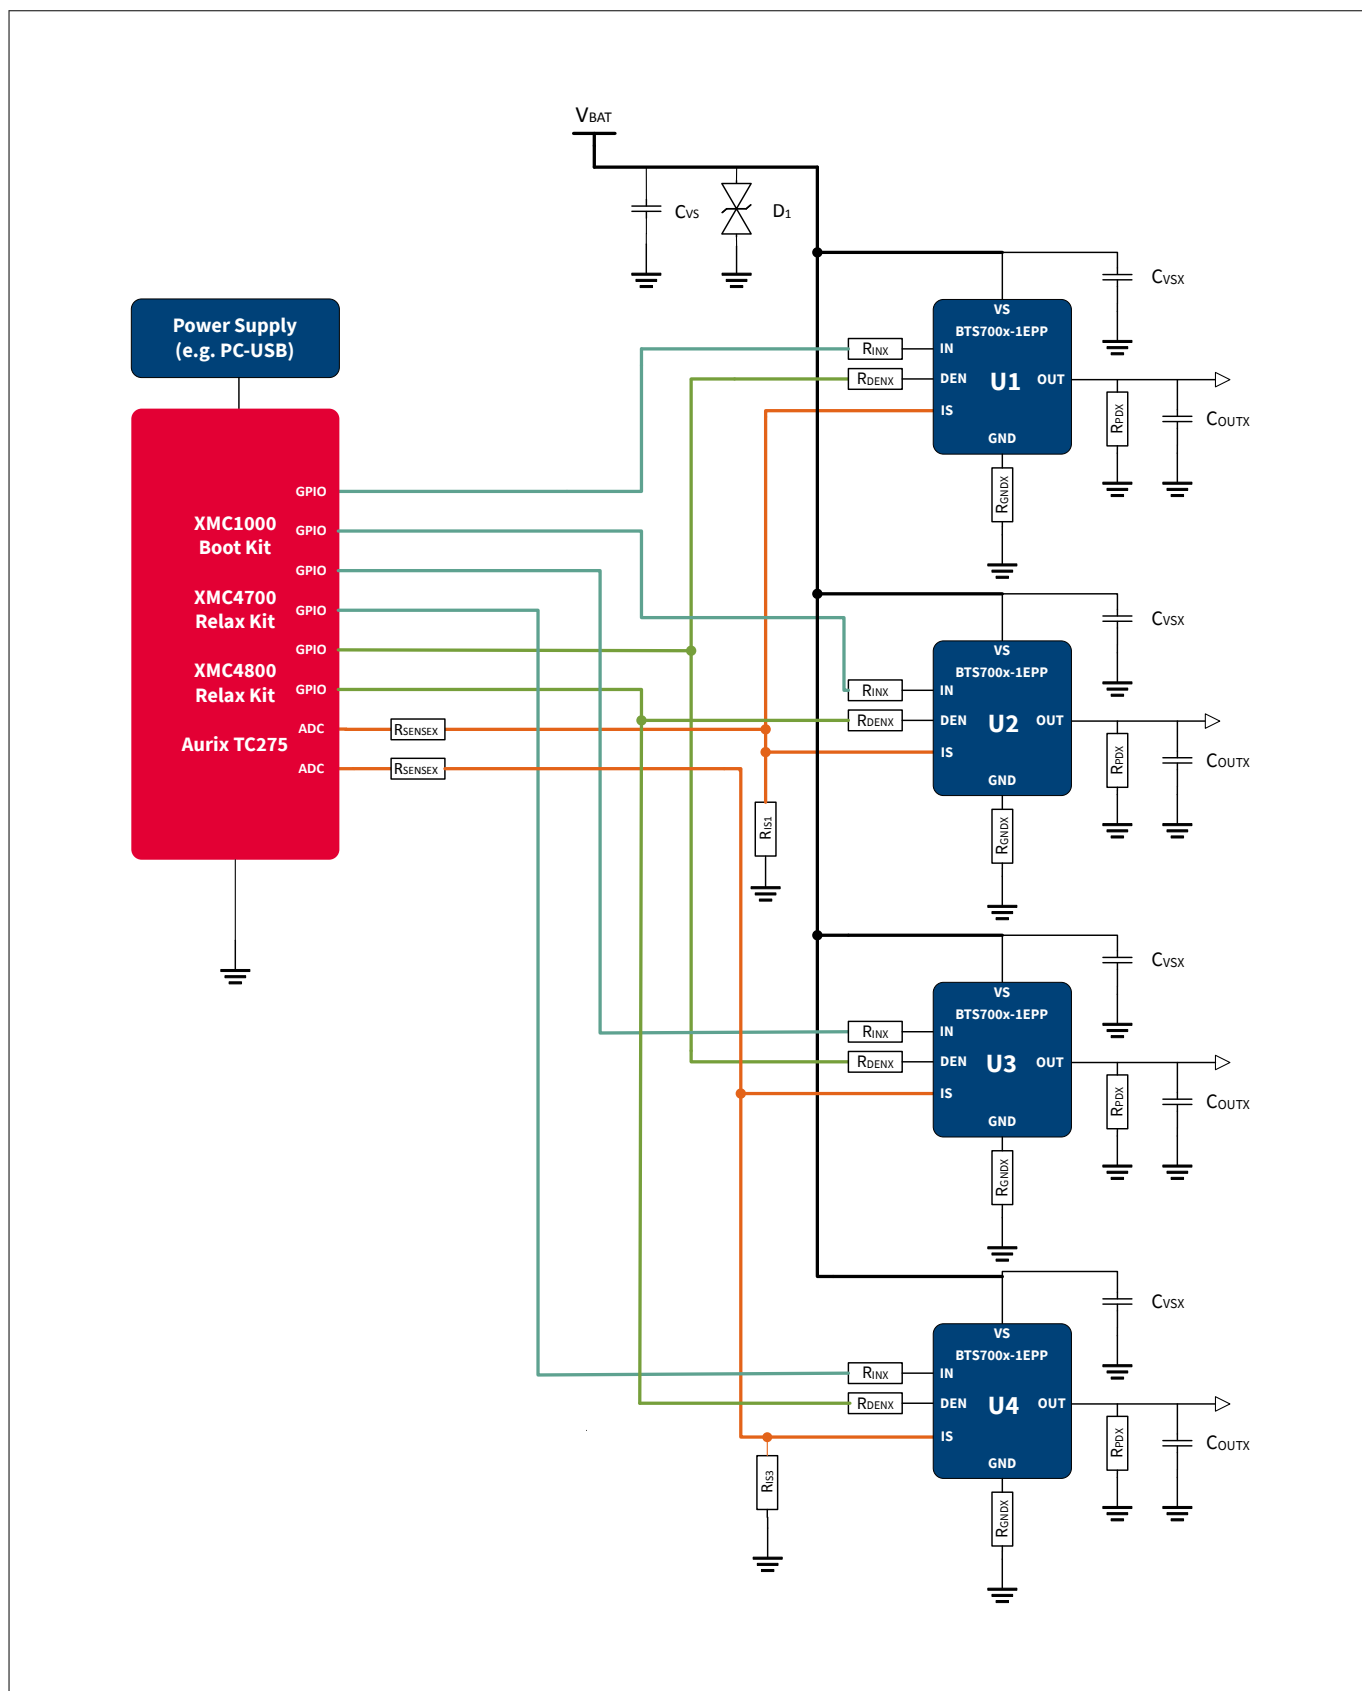 VBAT
CVS
D1
CVSX
Power Supply
(e.g. PC-USB)
VS
BTS700x-1EPP
RINX
IN
RDENX
DEN
U1
OUT
IS
RPDX
COUTX
GND
RGNDX
GPIO
XMC1000
GPIO
Boot Kit
GPIO
XMC4700
GPIO
Relax Kit
GPIO
XMC4800
GPIO
Relax Kit
ADC
RSENSEX
Aurix TC275
ADC
RSENSEX
CVSX
VS
BTS700x-1EPP
RINX
IN
RDENX
DEN
U2
OUT
IS
RPDX
COUTX
GND
RIS1
RGNDX
CVSX
VS
BTS700x-1EPP
RINX
IN
RDENX
DEN
U3
OUT
IS
RPDX
COUTX
GND
RGNDX
CVSX
VS
BTS700x-1EPP
RINX
IN
RDENX
DEN
U4
OUT
IS
RPDX
COUTX
GND
RIS3
RGNDX